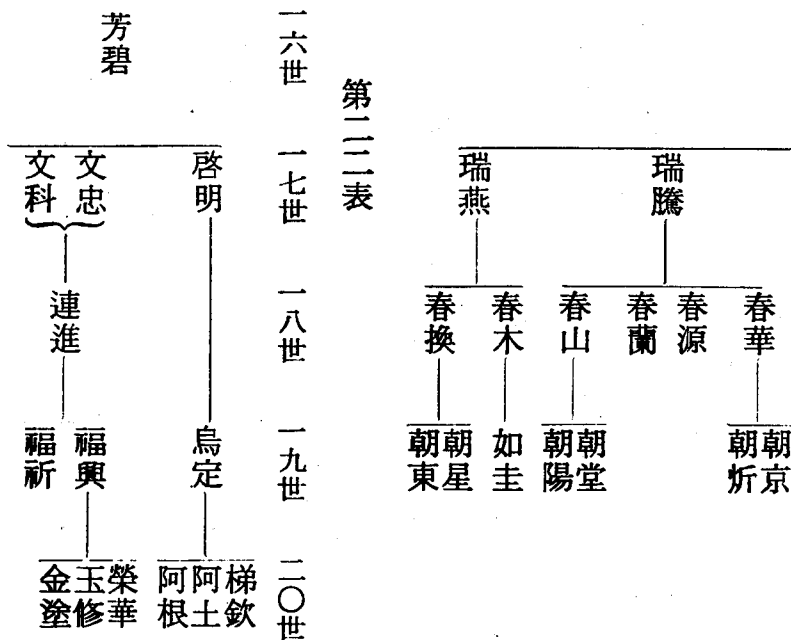 瑞騰
瑞燕
春華
春源
春蘭
春山
春木
春換
朝京
朝炘
朝堂
朝陽
如圭
朝星
朝東
第二二表
一六世
一七世
一八世
一九世
二〇世
芳碧
啓明
文忠
文科
連進
烏定
福興
福祈
梯欽
阿土
阿根
榮華
玉修
金塗